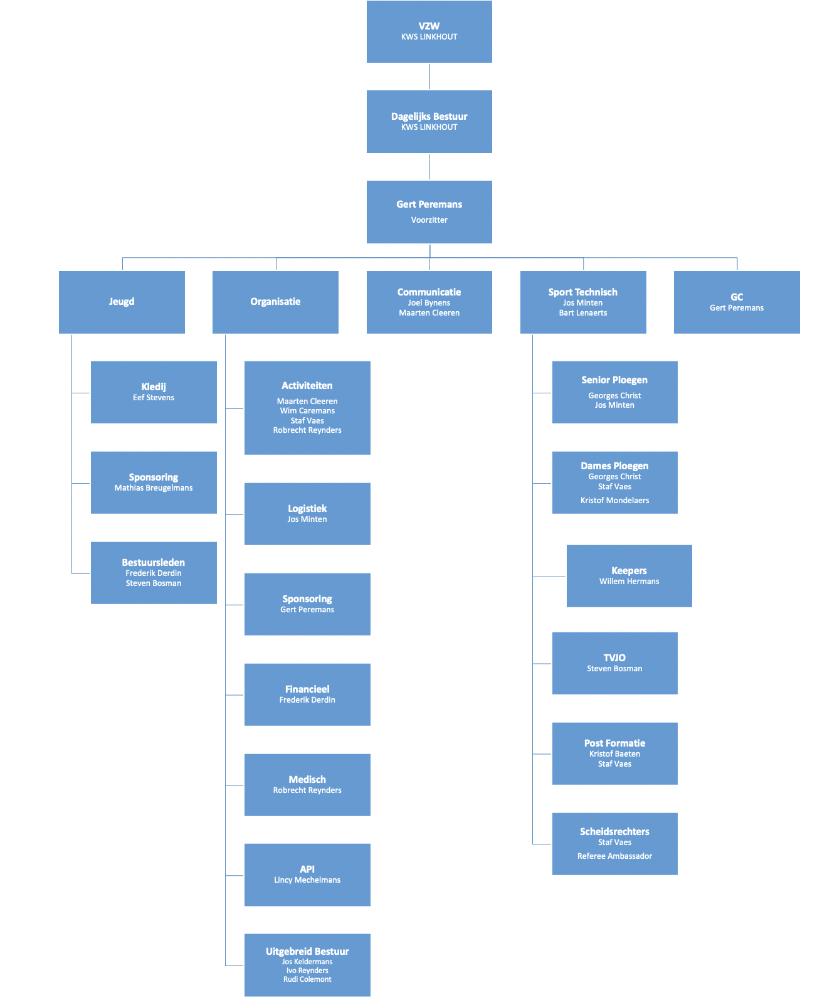 VZW
KWS LINKHOUT
Dagelijks Bestuur
KWS LINKHOUT
Gert Peremans
Voorzitter
Jeugd
Organisatie
Communicatie
Joel Bynens
Maarten Cleeren
Sport Technisch
Jos Minten
Bart Lenaerts
GC
Gert Peremans
Kledij
Eef Stevens
Sponsoring
Mathias Breugelmans
Bestuursleden
Frederik Derdin
Steven Bosman
Activiteiten
Maarten Cleeren
Wim Caremans
Staf Vaes
Robrecht Reynders
Logistiek
Jos Minten
Sponsoring
Gert Peremans
Financieel
Frederik Derdin
Medisch
Robrecht Reynders
API
Lincy Mechelmans
Uitgebreid Bestuur
Jos Keldermans
Ivo Reynders
Rudi Colemont
Senior Ploegen
Georges Christ
Jos Minten
Dames Ploegen
Georges Christ
Staf Vaes
Kristof Mondelaers
Keepers
Willem Hermans
TVJO
Steven Bosman
Post Formatie
Kristof Baeten
Staf Vaes
Scheidsrechters
Staf Vaes
Referee Ambassador